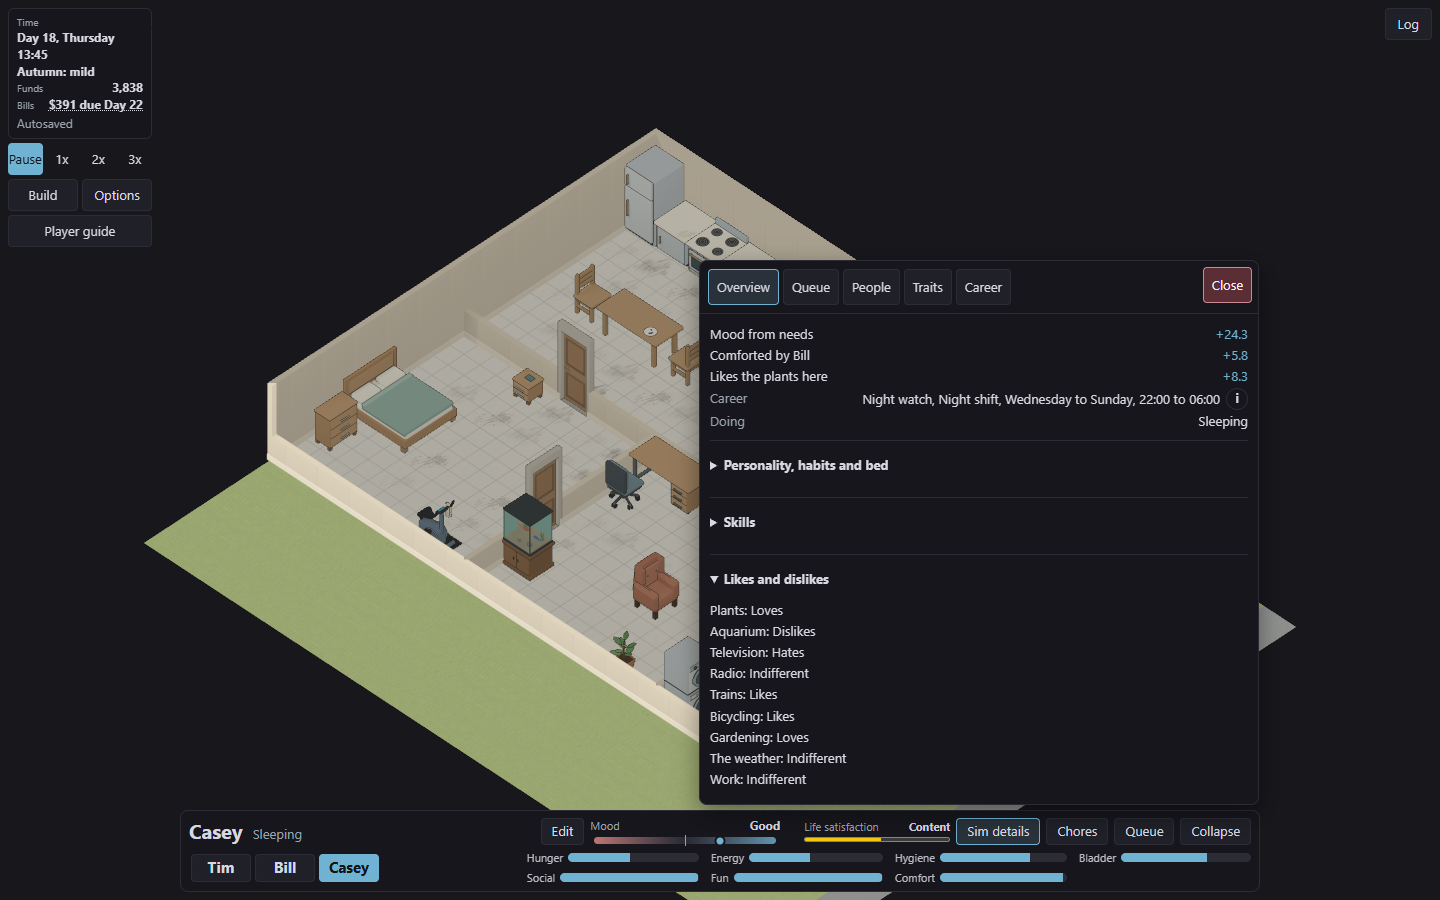 Time
Day 18, Thursday
13:45
Autumn: mild
Funds 3,838
Bills $391 due Day 22
Autosaved
Pause 1x 2x 3x
Build Options
Player guide
Log
Overview Queue People Traits Career Close
Mood from needs +24.3
Comforted by Bill +5.8
Likes the plants here +8.3
Career Night watch, Night shift, Wednesday to Sunday, 22:00 to 06:00 i
Doing Sleeping
Personality, habits and bed
Skills
Likes and dislikes
Plants: Loves
Aquarium: Dislikes
Television: Hates
Radio: Indifferent
Trains: Likes
Bicycling: Likes
Gardening: Loves
The weather: Indifferent
Work: Indifferent
Casey Sleeping
Edit Mood Good Life satisfaction Content Sim details Chores Queue Collapse
Tim Bill Casey
Hunger Energy Hygiene Bladder
Social Fun Comfort